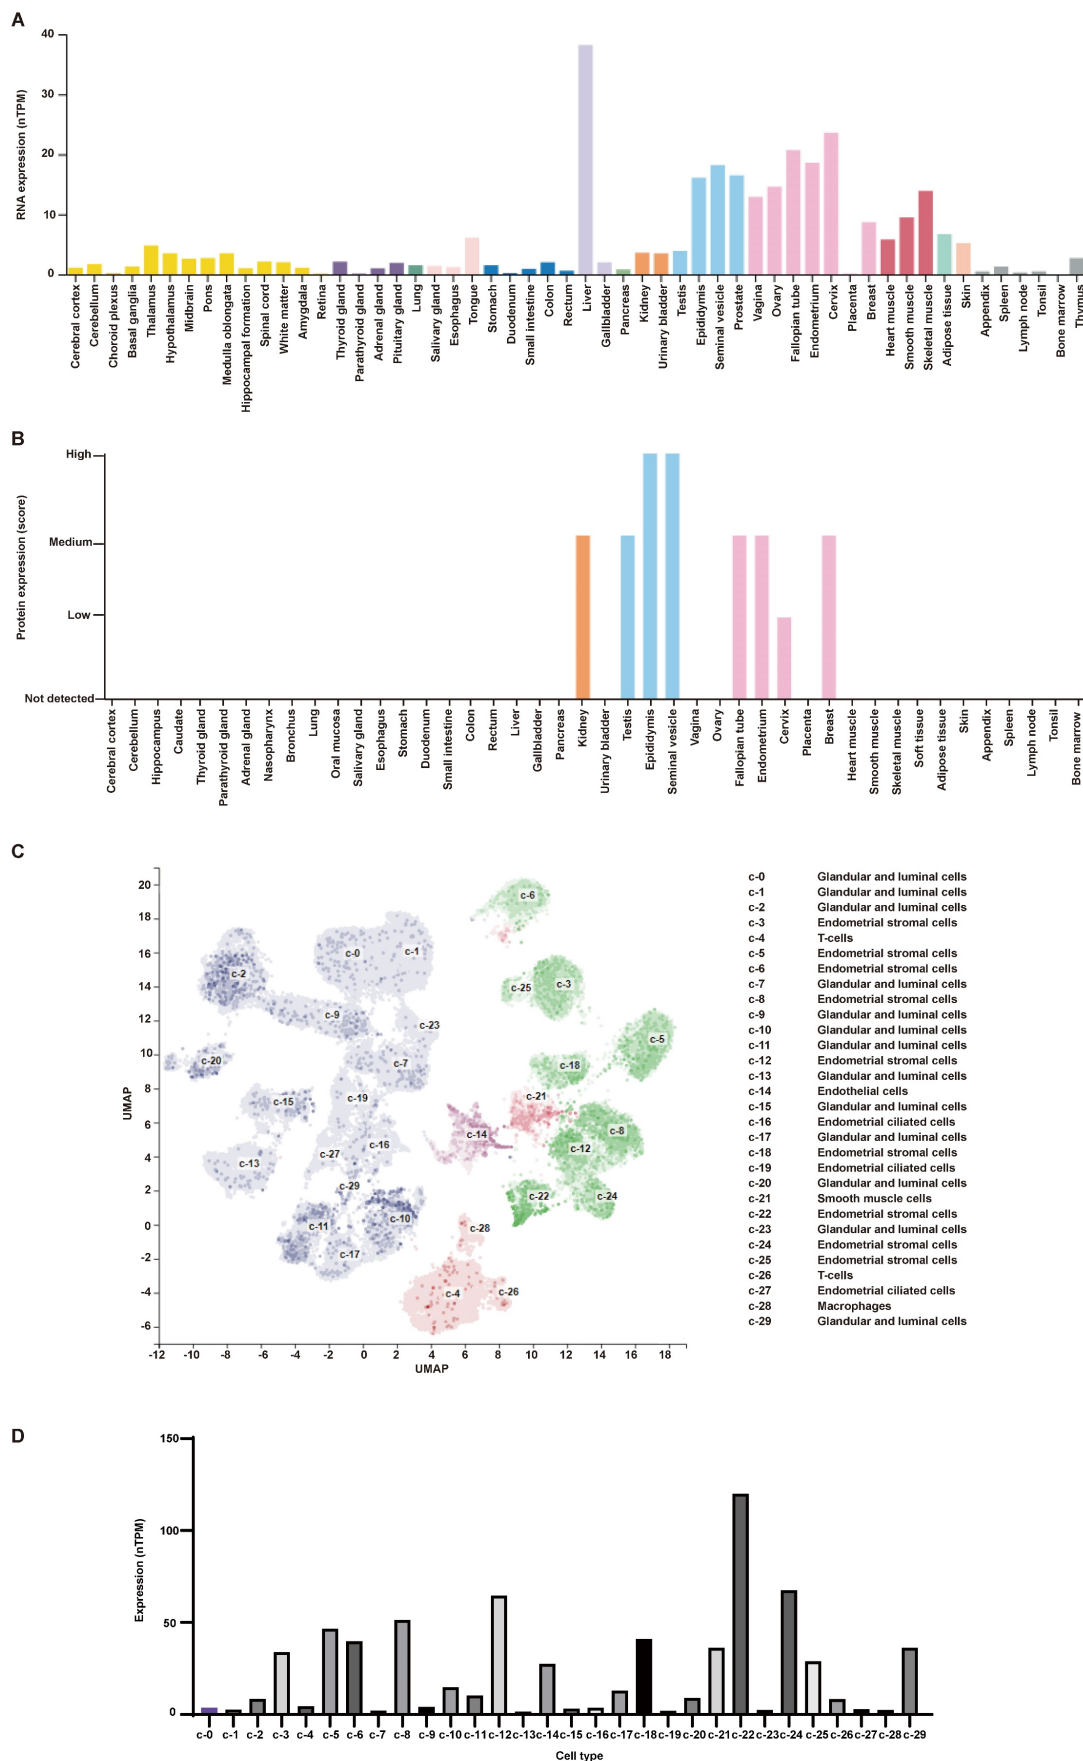 A
40
30
20
10
0
RNA expression (nTPM)
Cerebral cortex
Cerebellum
Choroid plexus
Basal ganglia
Thalamus
Hypothalamus
Midbrain
Pons
Medulla oblongata
Hippocampal formation
Spinal cord
White matter
Amygdala
Retina
Thyroid gland
Parathyroid gland
Adrenal gland
Pituitary gland
Lung
Salivary gland
Esophagus
Tongue
Stomach
Duodenum
Small intestine
Colon
Rectum
Liver
Gallbladder
Pancreas
Kidney
Urinary bladder
Testis
Epididymis
Seminal vesicle
Prostate
Vagina
Ovary
Fallopian tube
Endometrium
Cervix
Placenta
Breast
Heart muscle
Smooth muscle
Skeletal muscle
Adipose tissue
Skin
Appendix
Spleen
Lymph node
Tonsil
Bone marrow
Thymus
B
High
Medium
Low
Not detected
Protein expression (score)
Cerebral cortex
Cerebellum
Hippocampus
Caudate
Thyroid gland
Parathyroid gland
Adrenal gland
Nasopharynx
Bronchus
Lung
Oral mucosa
Salivary gland
Esophagus
Stomach
Duodenum
Small intestine
Colon
Rectum
Liver
Gallbladder
Pancreas
Kidney
Urinary bladder
Testis
Epididymis
Seminal vesicle
Vagina
Ovary
Fallopian tube
Endometrium
Cervix
Placenta
Breast
Heart muscle
Smooth muscle
Skeletal muscle
Soft tissue
Adipose tissue
Skin
Appendix
Spleen
Lymph node
Tonsil
Bone marrow
C
20
18
16
14
12
10
8
6
4
2
0
-2
-4
-6
UMAP
-12 -10 -8 -6 -4 -2 0 2 4 6 8 10 12 14 16 18
UMAP
c-6
c-0
c-1
c-2
c-25
c-3
c-9
c-23
c-5
c-20
c-7
c-18
c-15
c-19
c-21
c-14
c-8
c-16
c-12
c-27
c-13
c-29
c-22
c-24
c-11
c-10
c-28
c-17
c-4
c-26
c-0 Glandular and luminal cells
c-1 Glandular and luminal cells
c-2 Glandular and luminal cells
c-3 Endometrial stromal cells
c-4 T-cells
c-5 Endometrial stromal cells
c-6 Endometrial stromal cells
c-7 Glandular and luminal cells
c-8 Endometrial stromal cells
c-9 Glandular and luminal cells
c-10 Glandular and luminal cells
c-11 Glandular and luminal cells
c-12 Endometrial stromal cells
c-13 Glandular and luminal cells
c-14 Endothelial cells
c-15 Glandular and luminal cells
c-16 Endometrial ciliated cells
c-17 Glandular and luminal cells
c-18 Endometrial stromal cells
c-19 Endometrial ciliated cells
c-20 Glandular and luminal cells
c-21 Smooth muscle cells
c-22 Endometrial stromal cells
c-23 Glandular and luminal cells
c-24 Endometrial stromal cells
c-25 Endometrial stromal cells
c-26 T-cells
c-27 Endometrial ciliated cells
c-28 Macrophages
c-29 Glandular and luminal cells
D
150
100
50
0
Expression (nTPM)
c-0 c-1 c-2 c-3 c-4 c-5 c-6 c-7 c-8 c-9 c-10 c-11 c-12 c-13 c-14 c-15 c-16 c-17 c-18 c-19 c-20 c-21 c-22 c-23 c-24 c-25 c-26 c-27 c-28 c-29
Cell type